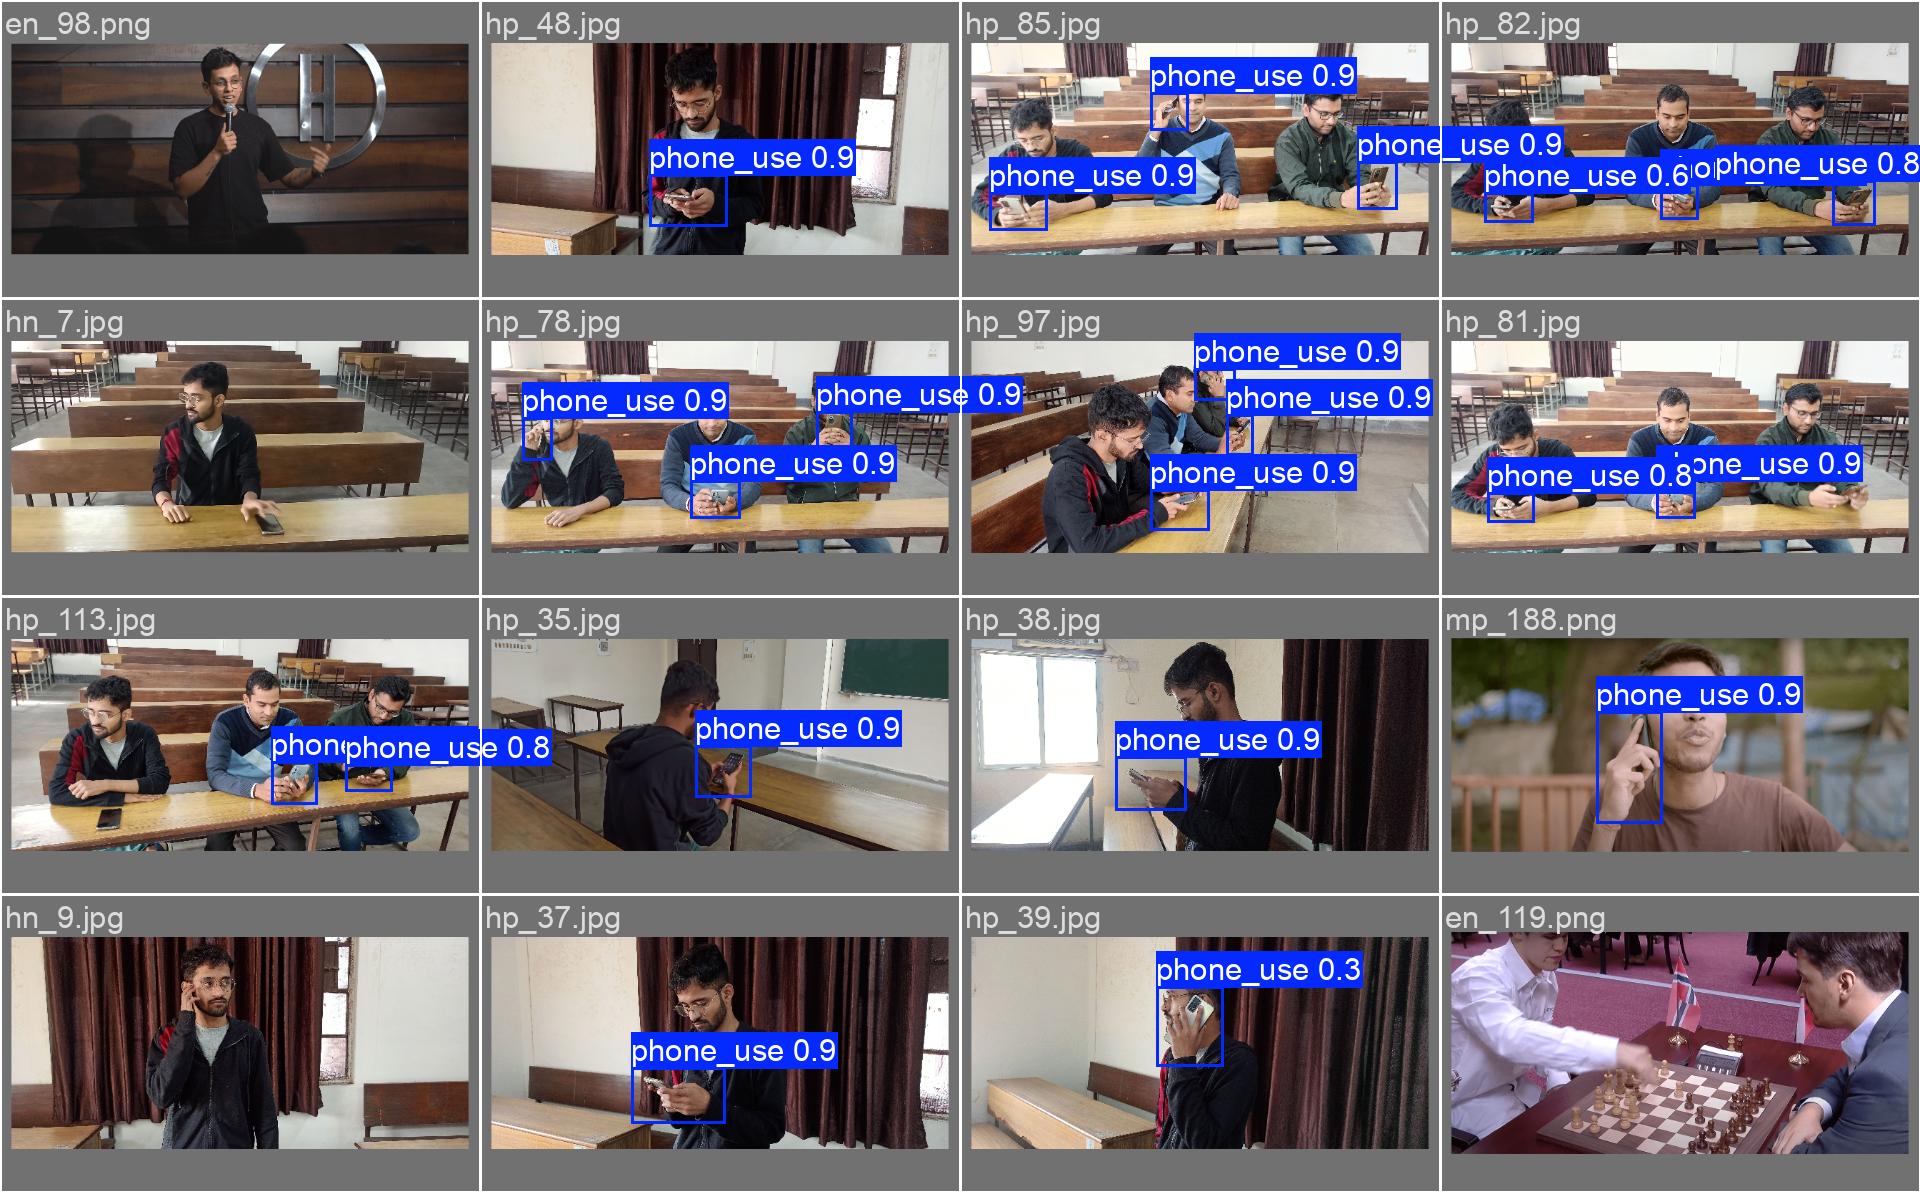 en_98.png
H
hp_48.jpg
phone_use 0.9
hp_85.jpg
phone_use 0.9
phone_use 0.9
phone_use 0.9
hp_82.jpg
phone_use 0.6
phone_use 0.8
hn_7.jpg
hp_78.jpg
phone_use 0.9
phone_use 0.9
phone_use 0.9
hp_97.jpg
phone_use 0.9
phone_use 0.9
phone_use 0.9
hp_81.jpg
phone_use 0.8
one_use 0.9
hp_113.jpg
phon
phone_use 0.8
hp_35.jpg
phone_use 0.9
hp_38.jpg
phone_use 0.9
mp_188.png
phone_use 0.9
hn_9.jpg
hp_37.jpg
phone_use 0.9
hp_39.jpg
phone_use 0.3
en_119.png